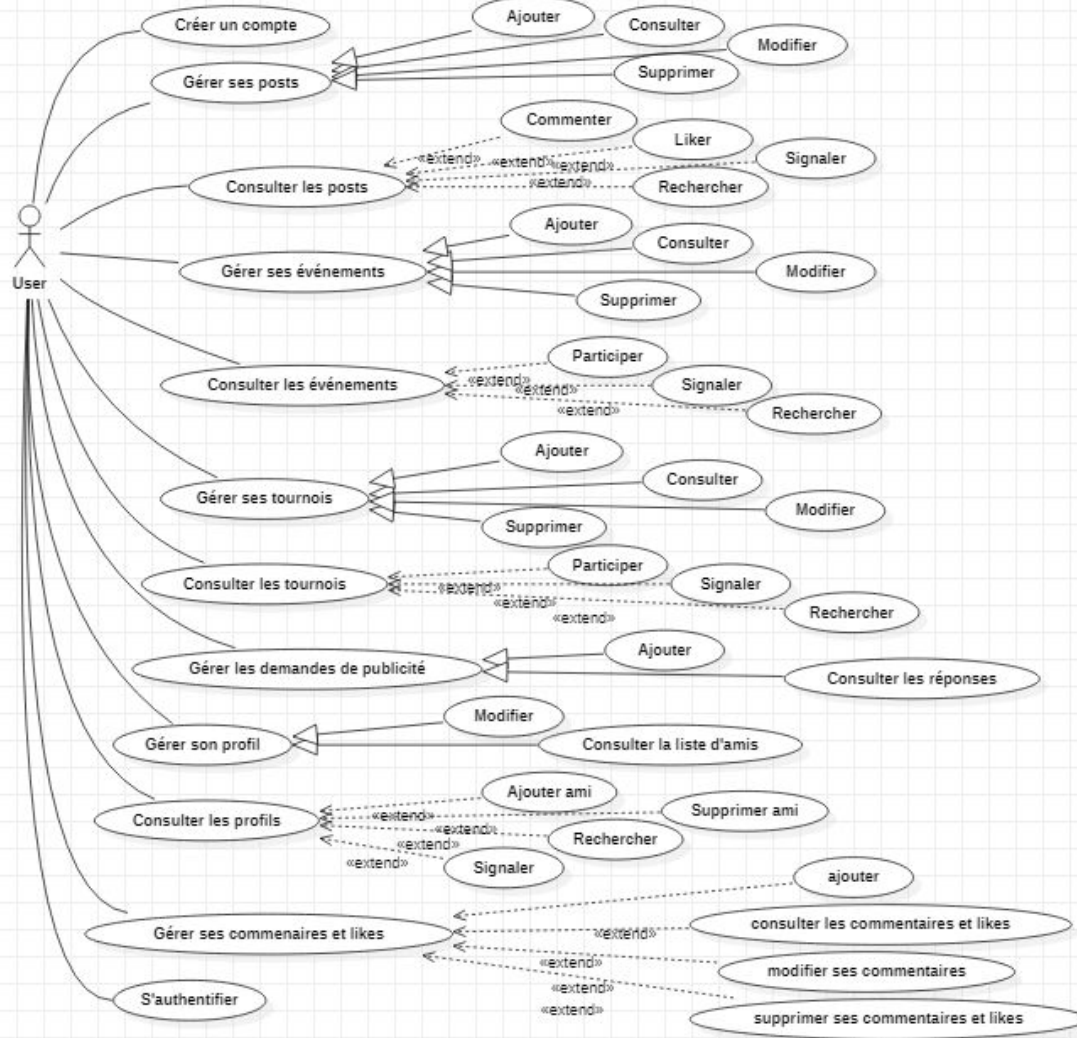 Créer un compte
Ajouter
Consulter
Modifier
Gérer ses posts
Supprimer
Commenter
Liker
Signaler
«extend»
«extend»
«extend»
«extend»
Consulter les posts
Rechercher
Ajouter
Consulter
Gérer ses événements
Modifier
User
Supprimer
Participer
«extend»
«extend»
«extend»
Consulter les événements
Signaler
Rechercher
Ajouter
Consulter
Gérer ses tournois
Modifier
Supprimer
Participer
Consulter les tournois
Signaler
«extend»
«extend»
«extend»
Rechercher
Ajouter
Gérer les demandes de publicité
Consulter les réponses
Modifier
Gérer son profil
Consulter la liste d'amis
Ajouter ami
Supprimer ami
Consulter les profils
«extend»
«extend»
«extend»
«extend»
Rechercher
Signaler
ajouter
Gérer ses commenaires et likes
consulter les commentaires et likes
«extend»
«extend»
«extend»
«extend»
modifier ses commentaires
S'authentifier
supprimer ses commentaires et likes